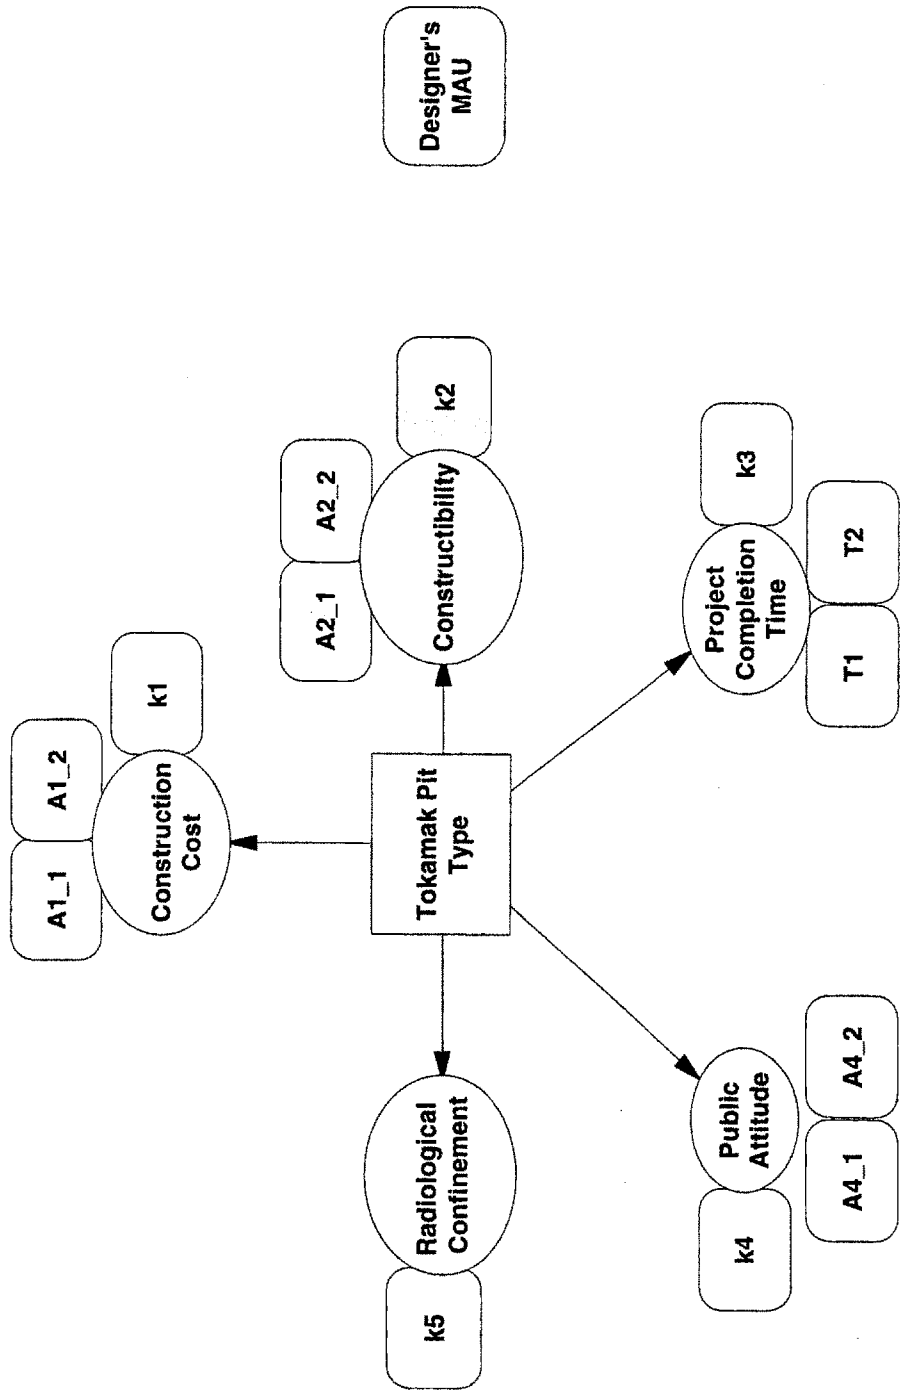 Designer's
MAU
A1_1
A1_2
k1
Construction
Cost
A2_1
A2_2
k2
Constructibility
Tokamak Pit
Type
Radiological
Confinement
k5
Project
Completion
Time
k3
T1
T2
Public
Attitude
k4
A4_1
A4_2